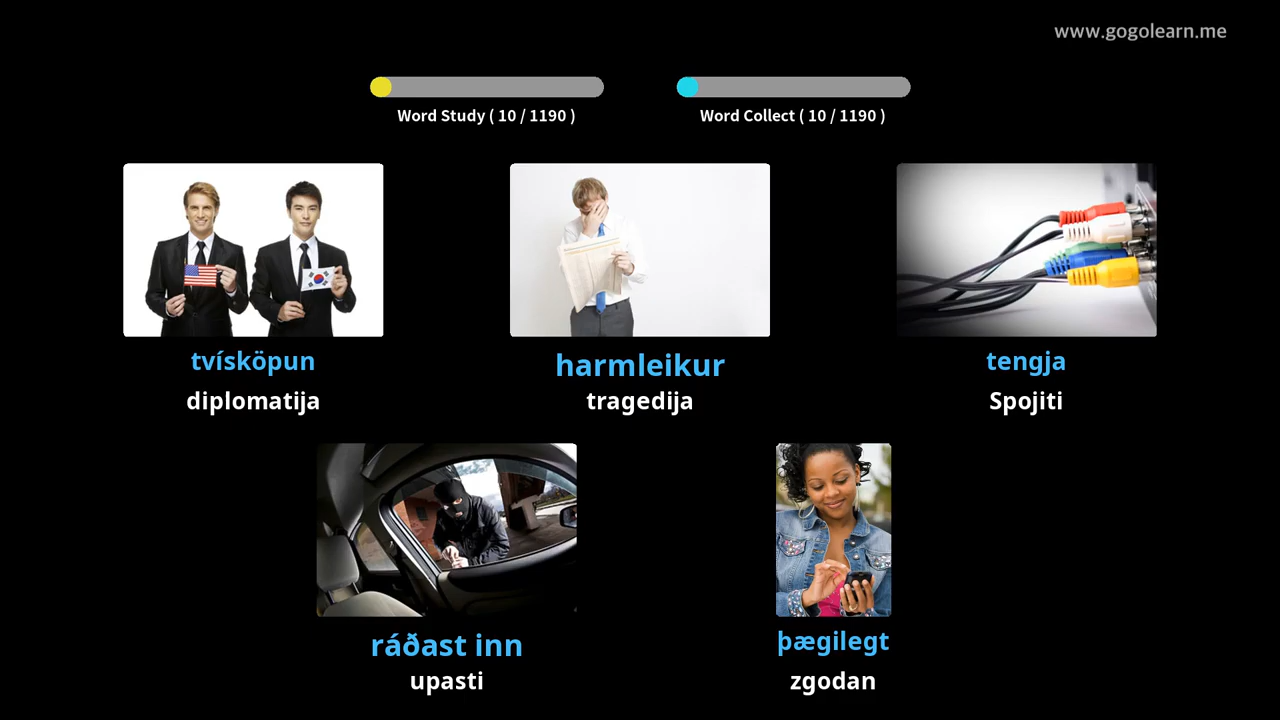 www.gogolearn.me
Word Study ( 10 / 1190 )
Word Collect ( 10 / 1190 )
tvísköpun
diplomatija
harmleikur
tragedija
tengja
Spojiti
ráðast inn
upasti
þægilegt
zgodan